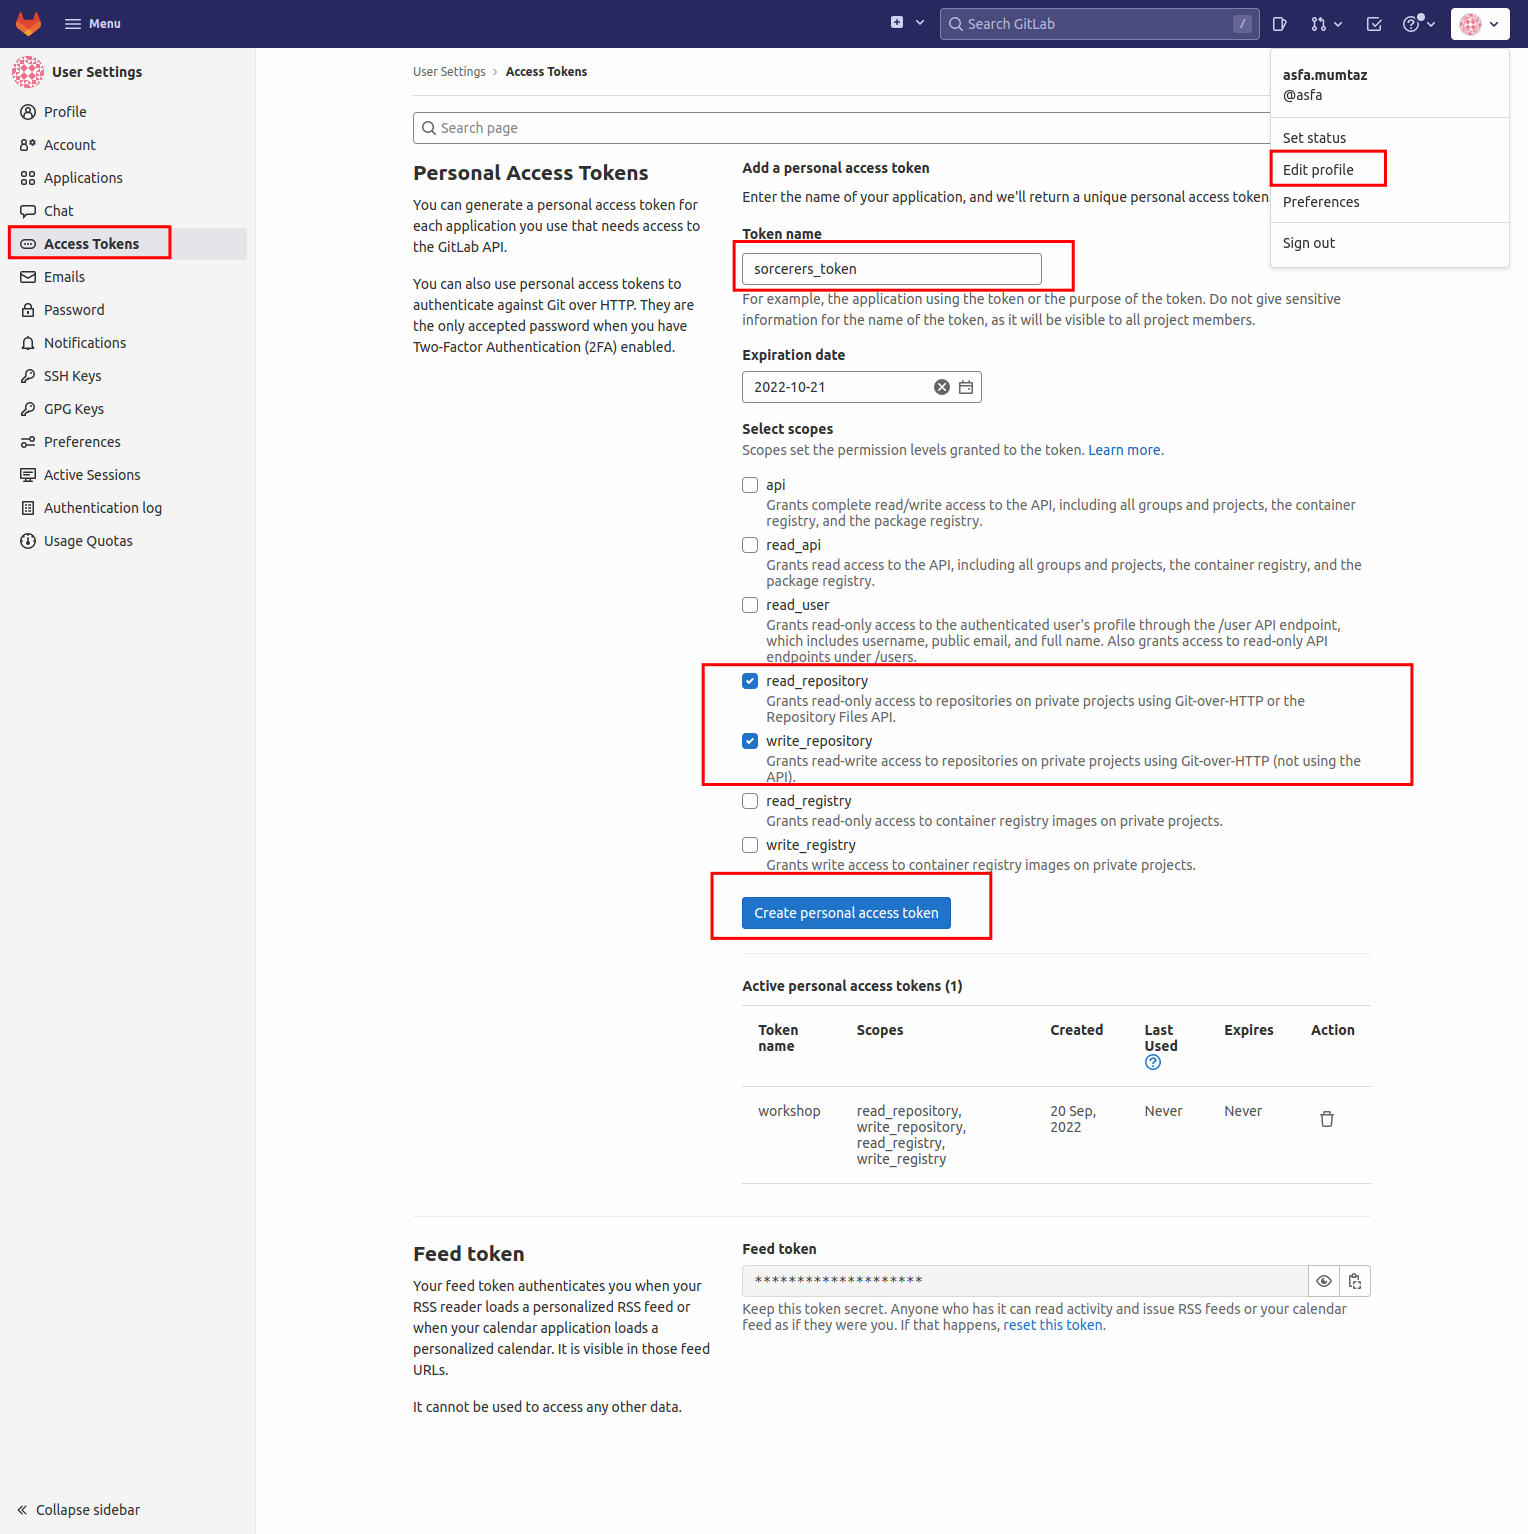 Menu
Search GitLab
/
User Settings
Profile
Account
Applications
Chat
Access Tokens
Emails
Password
Notifications
SSH Keys
GPG Keys
Preferences
Active Sessions
Authentication log
Usage Quotas
Collapse sidebar
User Settings › Access Tokens
asfa.mumtaz
@asfa
Set status
Edit profile
Preferences
Sign out
Search page
Personal Access Tokens
You can generate a personal access token for
each application you use that needs access to
the GitLab API.
You can also use personal access tokens to
authenticate against Git over HTTP. They are
the only accepted password when you have
Two-Factor Authentication (2FA) enabled.
Add a personal access token
Enter the name of your application, and we'll return a unique personal access token
Token name
sorcerers_token
For example, the application using the token or the purpose of the token. Do not give sensitive
information for the name of the token, as it will be visible to all project members.
Expiration date
2022-10-21
Select scopes
Scopes set the permission levels granted to the token. Learn more.
api
Grants complete read/write access to the API, including all groups and projects, the container
registry, and the package registry.
read_api
Grants read access to the API, including all groups and projects, the container registry, and the
package registry.
read_user
Grants read-only access to the authenticated user's profile through the /user API endpoint,
which includes username, public email, and full name. Also grants access to read-only API
endpoints under /users.
read_repository
Grants read-only access to repositories on private projects using Git-over-HTTP or the
Repository Files API.
write_repository
Grants read-write access to repositories on private projects using Git-over-HTTP (not using the
API).
read_registry
Grants read-only access to container registry images on private projects.
write_registry
Grants write access to container registry images on private projects.
Create personal access token
Active personal access tokens (1)
Token name Scopes Created Last Used Expires Action
workshop read_repository, 20 Sep, Never Never
write_repository, 2022
read_registry,
write_registry
Feed token
Your feed token authenticates you when your
RSS reader loads a personalized RSS feed or
when your calendar application loads a
personalized calendar. It is visible in those feed
URLs.
It cannot be used to access any other data.
Feed token
********************
Keep this token secret. Anyone who has it can read activity and issue RSS feeds or your calendar
feed as if they were you. If that happens, reset this token.